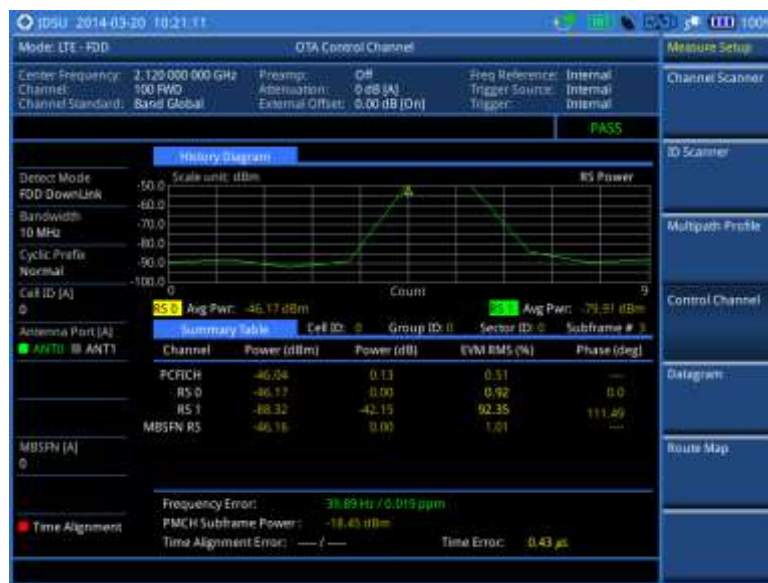 IDSU 2014-03-20 10:21:11
100%
Mode: LTE - FDD
OTA Control Channel
Measure Setup
Center Frequency: 2.120 000 000 GHz
Preamp: Off
Freq Reference: Internal
Channel: 100 FWD
Attenuation: 0 dB [A]
Trigger Source: Internal
Channel Standard: Band Global
External Offset: 0.00 dB [On]
Trigger: Internal
Channel Scanner
PASS
History Diagram
ID Scanner
Detect Mode
FDD DownLink
Scale unit: dBm
RS Power
-50.0
-60.0
-70.0
-80.0
-90.0
-100.0
Bandwidth
10 MHz
Multipath Profile
Cyclic Prefix
Normal
0
Count
9
Cell ID [A]
0
RS 0 Avg Pwr: -46.17 dBm
RS 1 Avg Pwr: -79.91 dBm
Control Channel
Antenna Port [A]
ANT0 ANT1
Summary Table
Cell ID: 0
Group ID: 0
Sector ID: 0
Subframe # 3
Channel Power (dBm) Power (dB) EVM RMS (%) Phase (deg)
PCFICH -46.04 0.13 0.51 ----
RS 0 -46.17 0.00 0.92 0.0
RS 1 -88.32 -42.15 92.35 111.49
MBSFN RS -46.16 0.00 1.01 ----
Datagram
MBSFN [A]
0
Route Map
Frequency Error: 39.89 Hz / 0.019 ppm
PMCH Subframe Power: -18.45 dBm
Time Alignment
Time Alignment Error: ---- / ----
Time Error: 0.43 µs